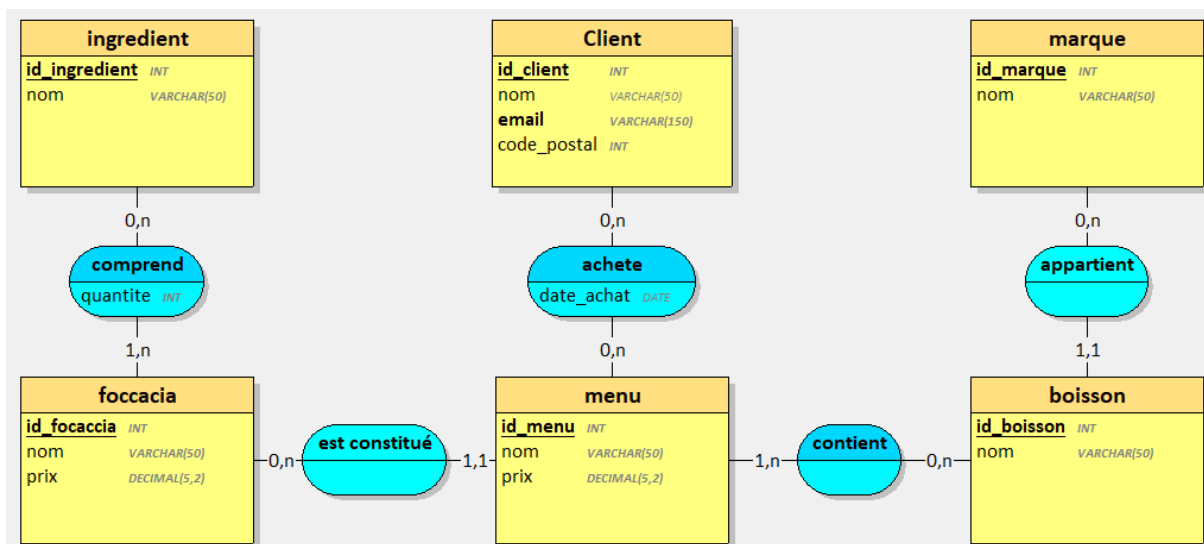 ingredient
id_ingredient INT
nom VARCHAR(50)
Client
id_client INT
nom VARCHAR(50)
email VARCHAR(150)
code_postal INT
marque
id_marque INT
nom VARCHAR(50)
0,n
0,n
0,n
comprend
quantite INT
achete
date_achat DATE
appartient
1,n
0,n
1,1
foccacia
id_focaccia INT
nom VARCHAR(50)
prix DECIMAL(5,2)
0,n
est constitué
1,1
menu
id_menu INT
nom VARCHAR(50)
prix DECIMAL(5,2)
1,n
contient
0,n
boisson
id_boisson INT
nom VARCHAR(50)